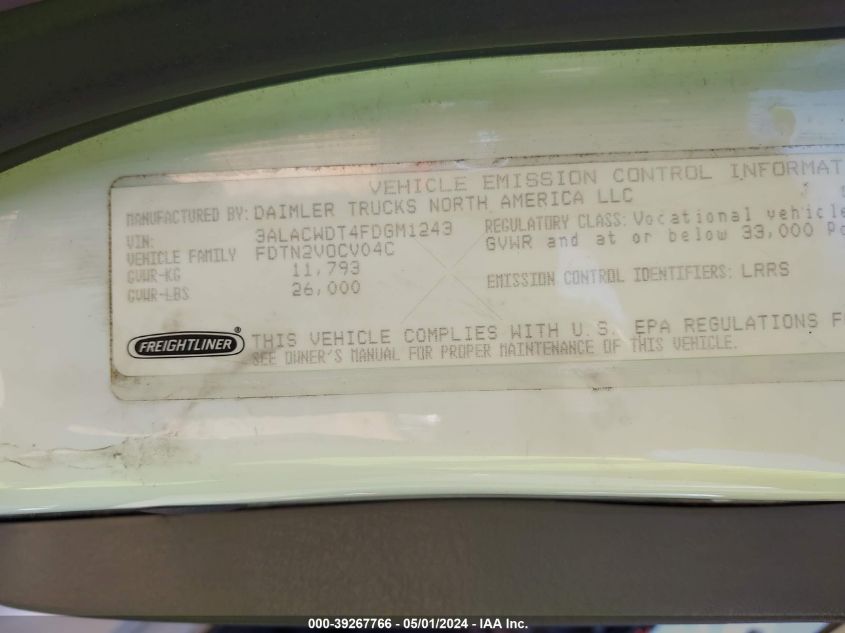 VEHICLE EMISSION CONTROL INFORMAT
MANUFACTURED BY: DAIMLER TRUCKS NORTH AMERICA LLC
VIN: 3ALACWDT4FDGM1243
VEHICLE FAMILY FDTN2VOCV04C
GVWR-KG 11,793
GVWR-LBS 26,000
REGULATORY CLASS: Vocational vehicle
GVWR and at or below 33,000 Po
EMISSION CONTROL IDENTIFIERS: LRRS
FREIGHTLINER®
THIS VEHICLE COMPLIES WITH U.S. EPA REGULATIONS F
SEE OWNER'S MANUAL FOR PROPER MAINTENANCE OF THIS VEHICLE.
000-39267766 - 05/01/2024 - IAA Inc.